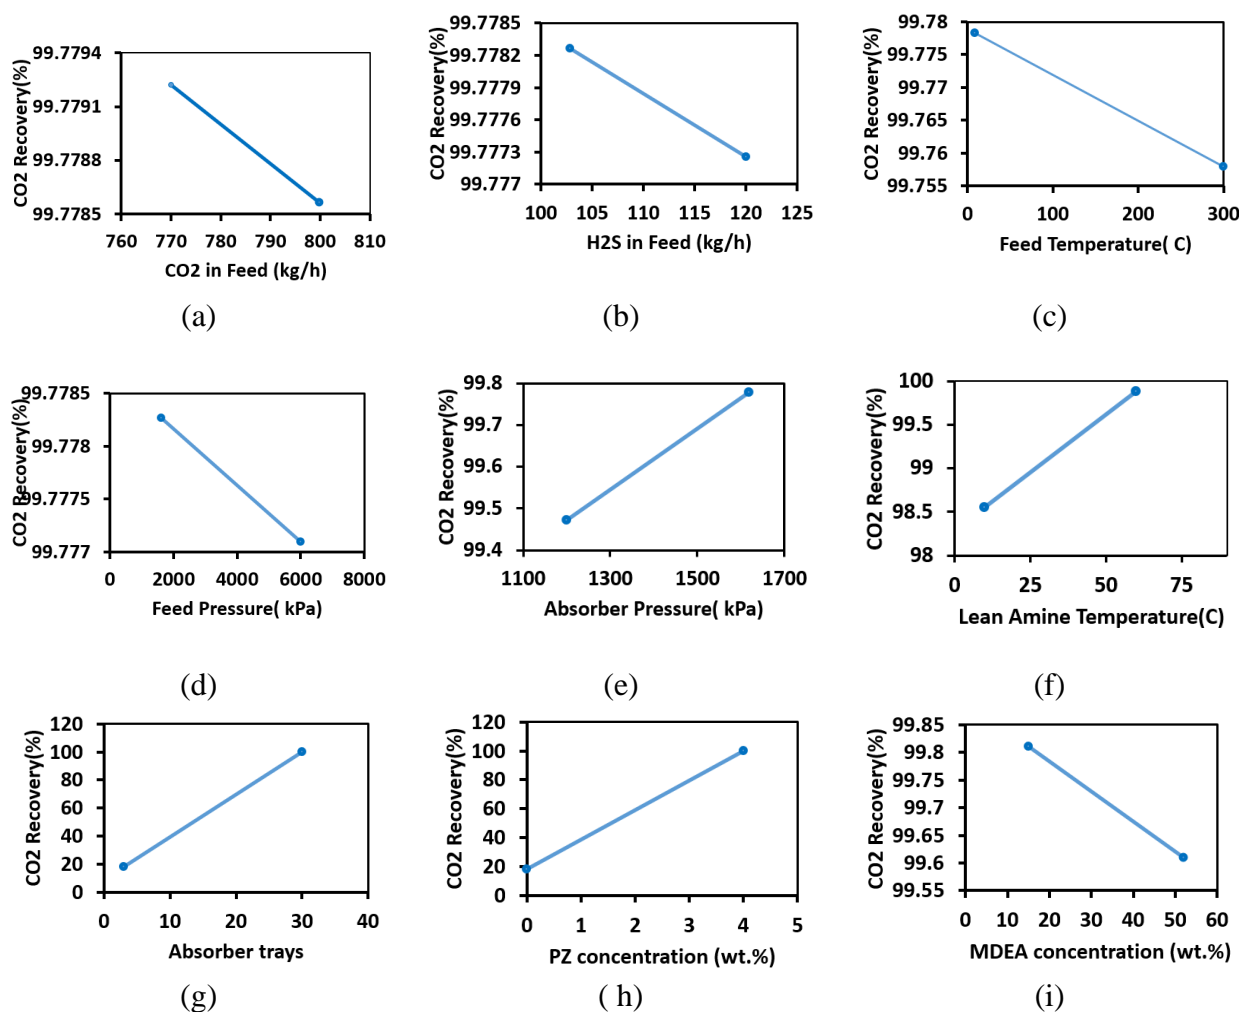 CO2 Recovery(%)
99.7794
99.7791
99.7788
99.7785
760 770 780 790 800 810
CO2 in Feed (kg/h)
(a)
CO2 Recovery(%)
99.7785
99.7782
99.7779
99.7776
99.7773
99.777
100 105 110 115 120 125
H2S in Feed (kg/h)
(b)
CO2 Recovery(%)
99.78
99.775
99.77
99.765
99.76
99.755
0 100 200 300
Feed Temperature( C)
(c)
CO2 Recovery(%)
99.7785
99.778
99.7775
99.777
0 2000 4000 6000 8000
Feed Pressure( kPa)
(d)
CO2 Recovery(%)
99.8
99.7
99.6
99.5
99.4
1100 1300 1500 1700
Absorber Pressure( kPa)
(e)
CO2 Recovery(%)
100
99.5
99
98.5
98
0 25 50 75
Lean Amine Temperature(C)
(f)
CO2 Recovery(%)
120
100
80
60
40
20
0
0 10 20 30 40
Absorber trays
(g)
CO2 Recovery(%)
120
100
80
60
40
20
0
0 1 2 3 4 5
PZ concentration (wt.%)
( h)
CO2 Recovery(%)
99.85
99.8
99.75
99.7
99.65
99.6
99.55
0 10 20 30 40 50 60
MDEA concentration (wt.%)
(i)